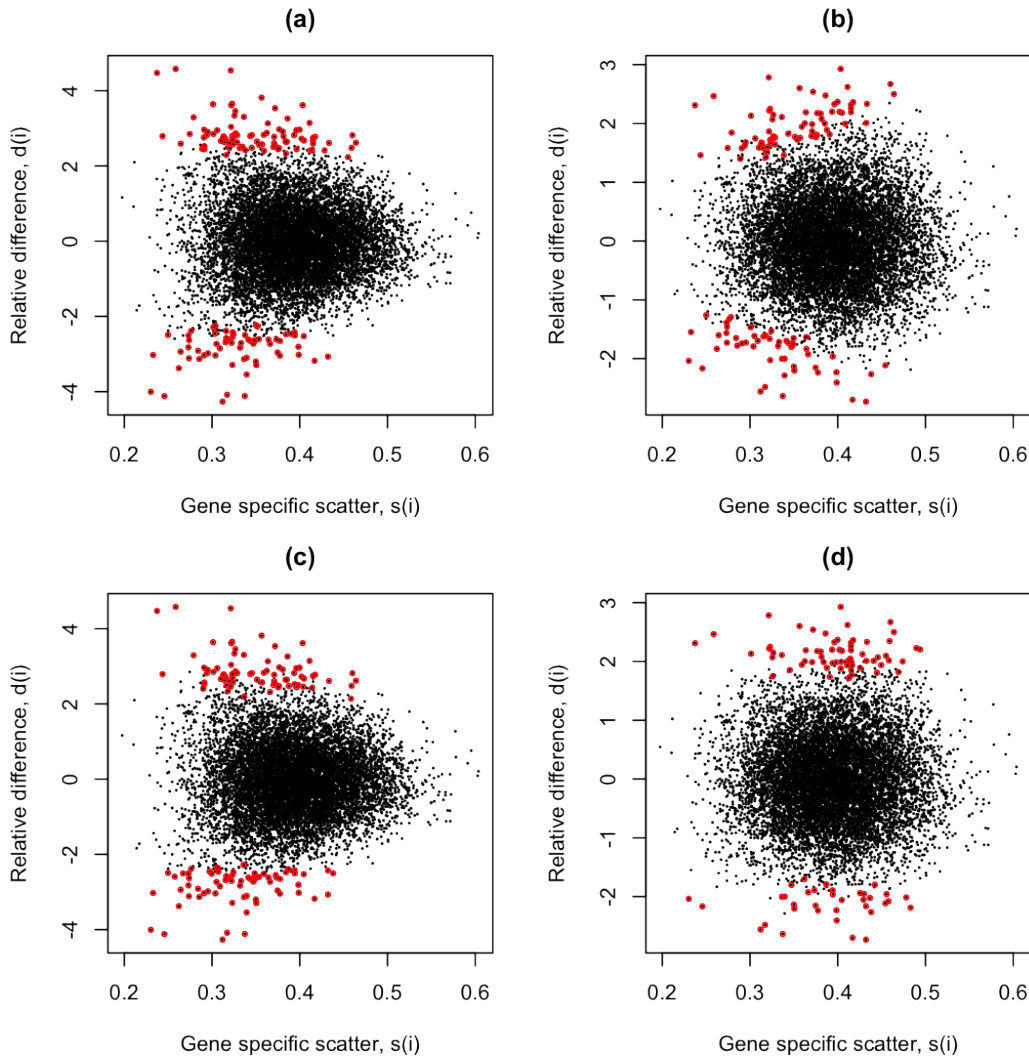 (a)
(b)
Relative difference, d(i)
4
2
0
-2
-4
0.2 0.3 0.4 0.5 0.6
Gene specific scatter, s(i)
Relative difference, d(i)
3
2
1
0
-1
-2
0.2 0.3 0.4 0.5 0.6
Gene specific scatter, s(i)
(c)
(d)
Relative difference, d(i)
4
2
0
-2
-4
0.2 0.3 0.4 0.5 0.6
Gene specific scatter, s(i)
Relative difference, d(i)
3
2
1
0
-1
-2
0.2 0.3 0.4 0.5 0.6
Gene specific scatter, s(i)